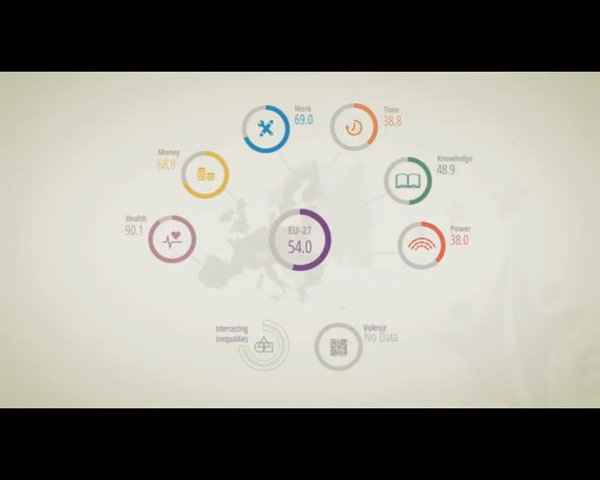 Work
69.0
Time
38.8
Money
68.9
Knowledge
48.9
Health
90.1
EU-27
54.0
Power
38.0
Intersecting
inequalities
Violence
No Data